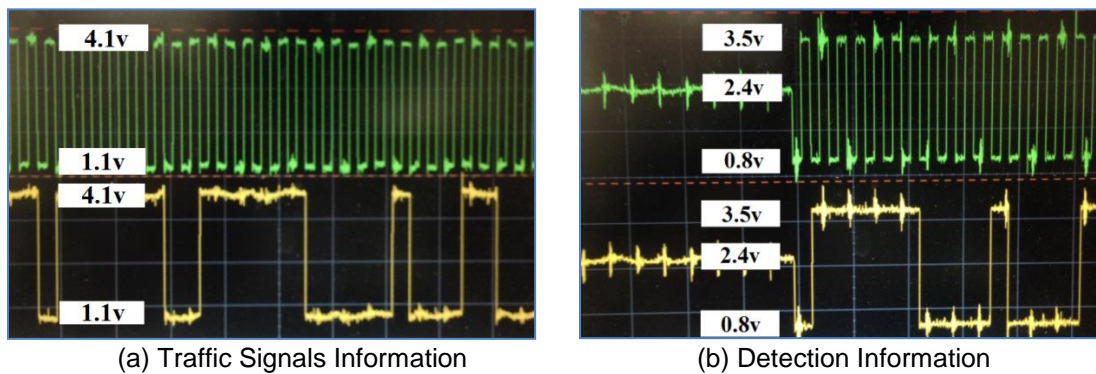 4.1v
1.1v
4.1v
1.1v
3.5v
2.4v
0.8v
3.5v
2.4v
0.8v
(a) Traffic Signals Information
(b) Detection Information